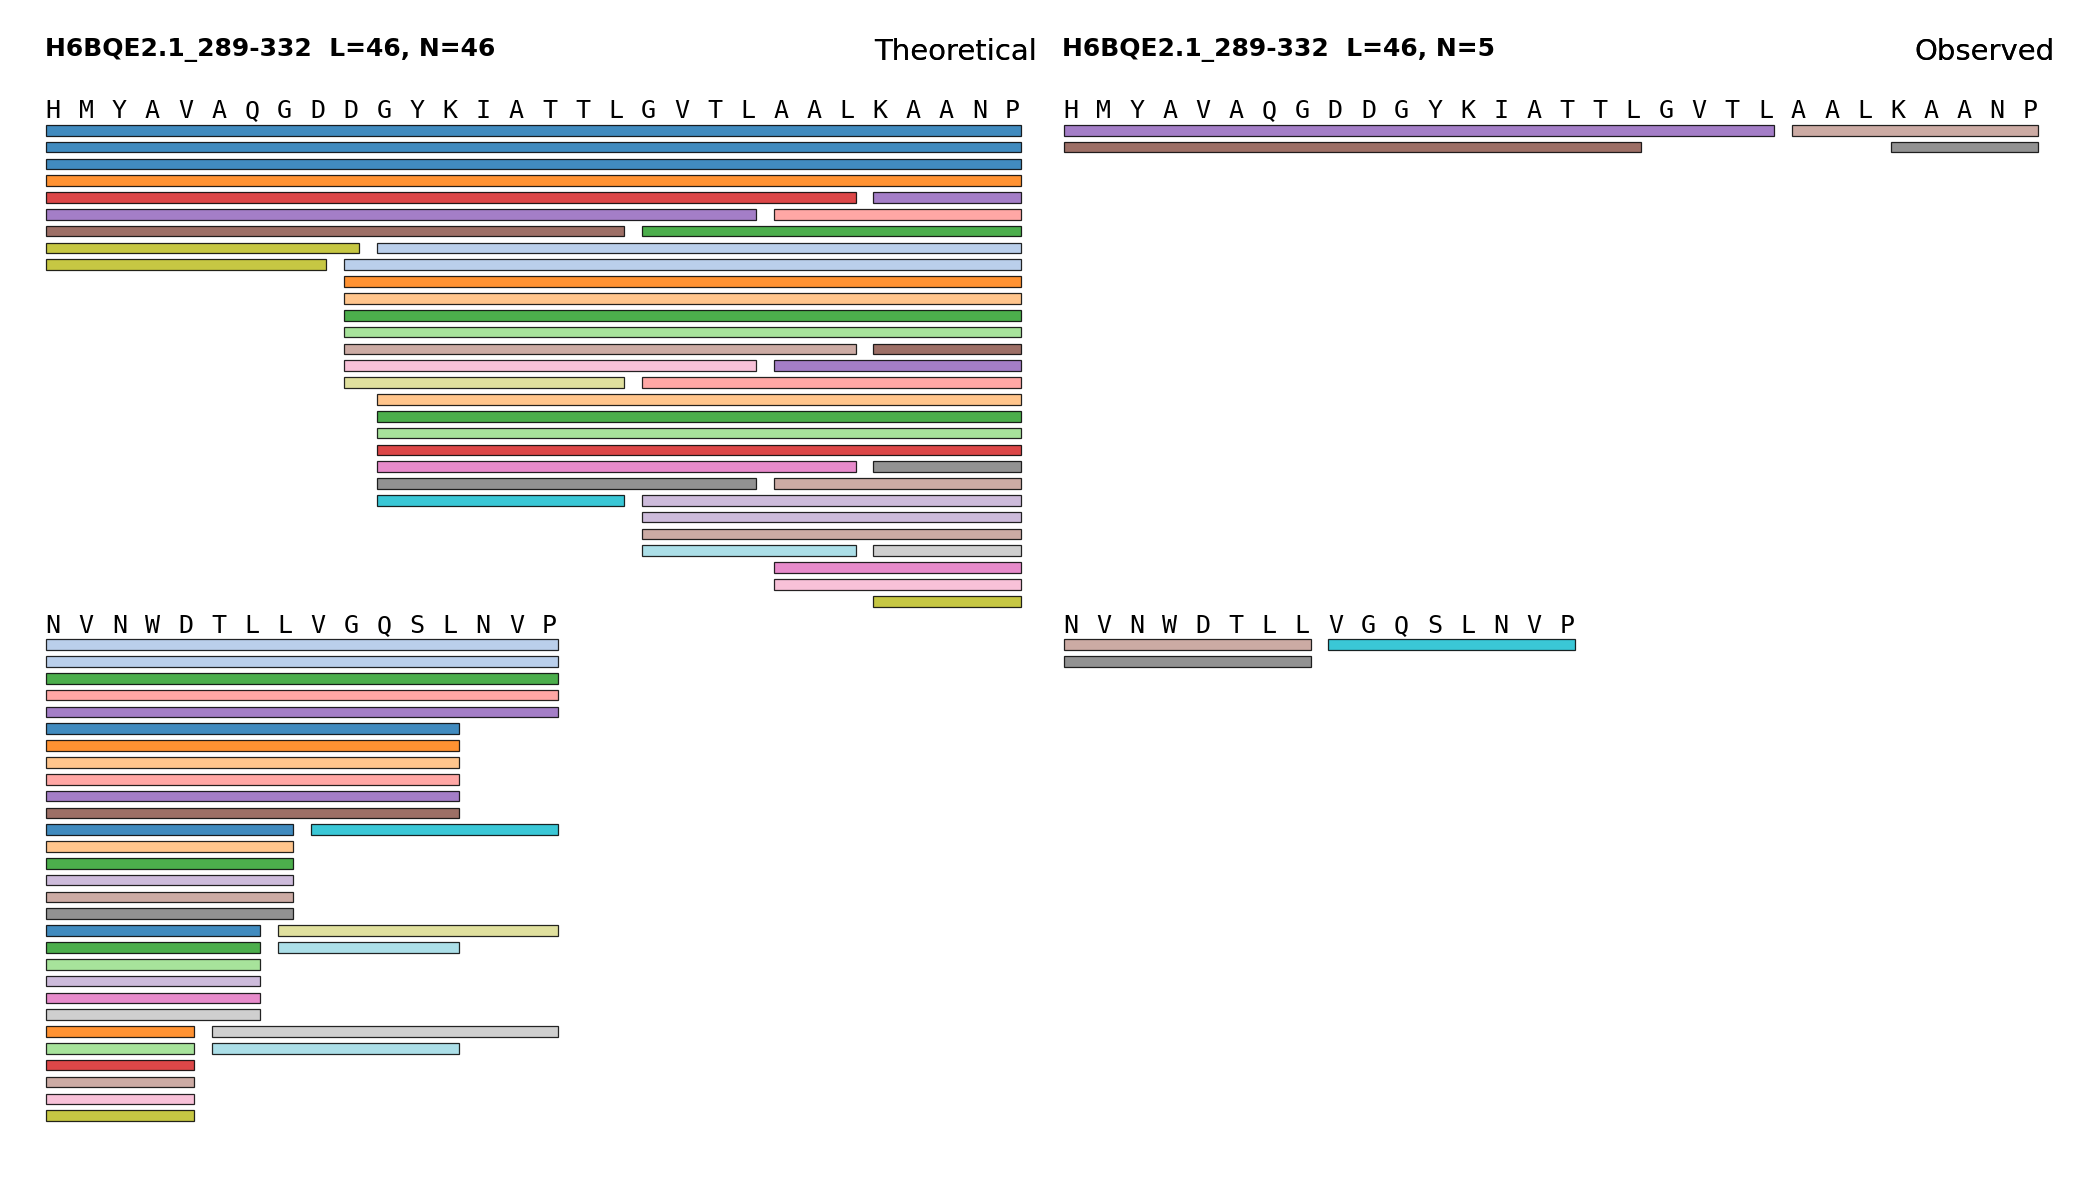 H6BQE2.1_289-332 L=46, N=46 Theoretical
H M Y A V A Q G D D G Y K I A T T L G V T L A A L K A A N P
N V N W D T L L V G Q S L N V P
H6BQE2.1_289-332 L=46, N=5 Observed
H M Y A V A Q G D D G Y K I A T T L G V T L A A L K A A N P
N V N W D T L L V G Q S L N V P